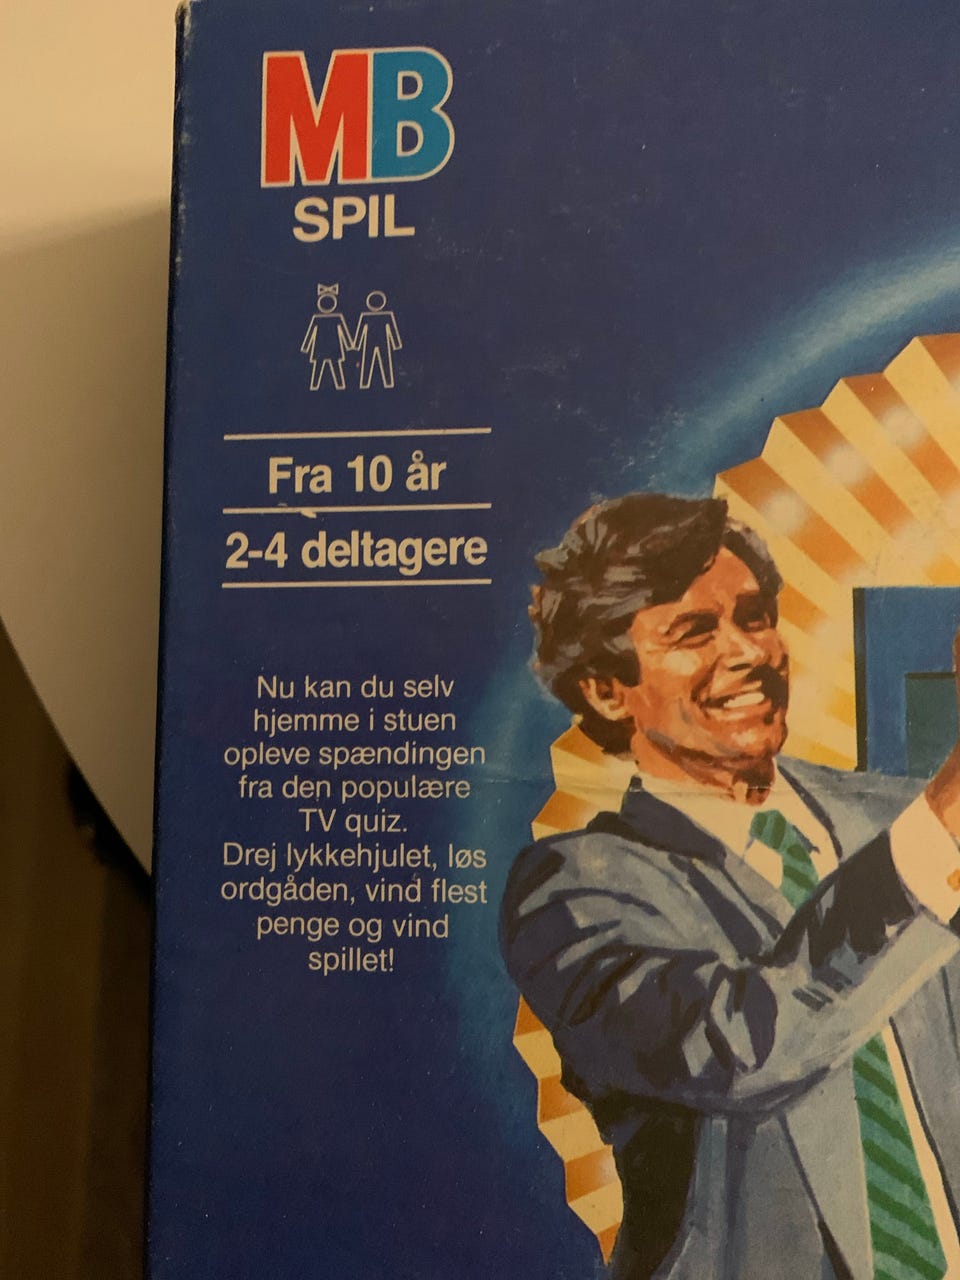 MB
SPIL
Fra 10 år
2-4 deltagere
Nu kan du selv
hjemme i stuen
opleve spændingen
fra den populære
TV quiz.
Drej lykkehjulet, løs
ordgåden, vind flest
penge og vind
spillet!